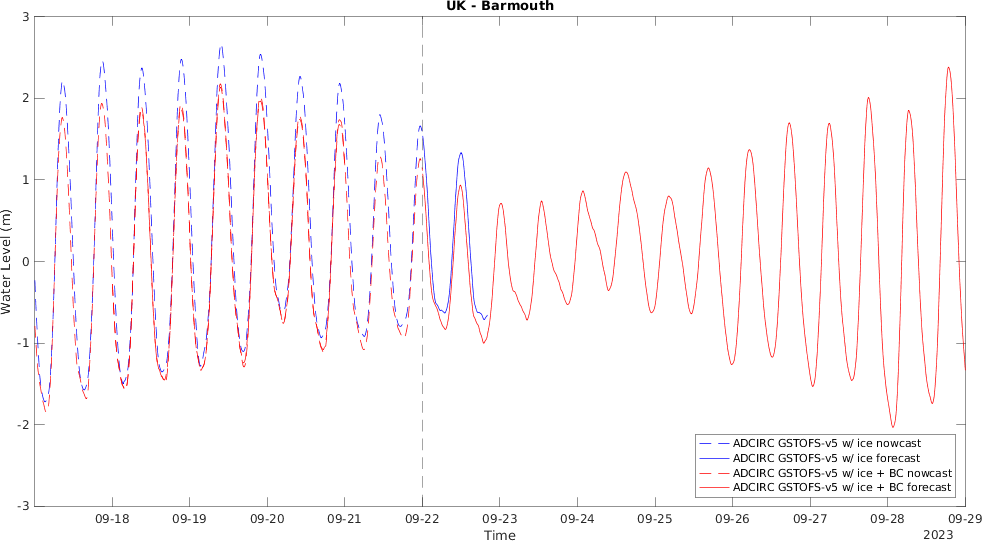 UK - Barmouth
3
2
1
0
-1
-2
-3
Water Level (m)
09-18
09-19
09-20
09-21
09-22
09-23
09-24
09-25
09-26
09-27
09-28
09-29
Time
2023
ADCIRC GSTOFS-v5 w/ ice nowcast
ADCIRC GSTOFS-v5 w/ ice forecast
ADCIRC GSTOFS-v5 w/ ice + BC nowcast
ADCIRC GSTOFS-v5 w/ ice + BC forecast